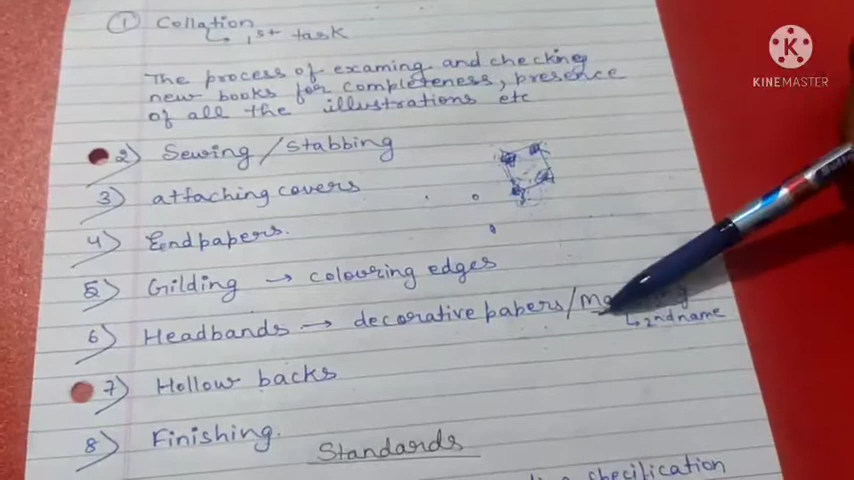 1 Collation
↳ 1st task
The process of examing and checking
new books for completeness, presence
of all the illustrations etc
2) Sewing/stabbing
3) attaching covers
4) Endpapers.
5) Gilding → colouring edges
6) Headbands → decorative papers/
↳ 2nd name
7) Hollow backs
8) Finishing.
Standards
specification
K
KINEMASTER